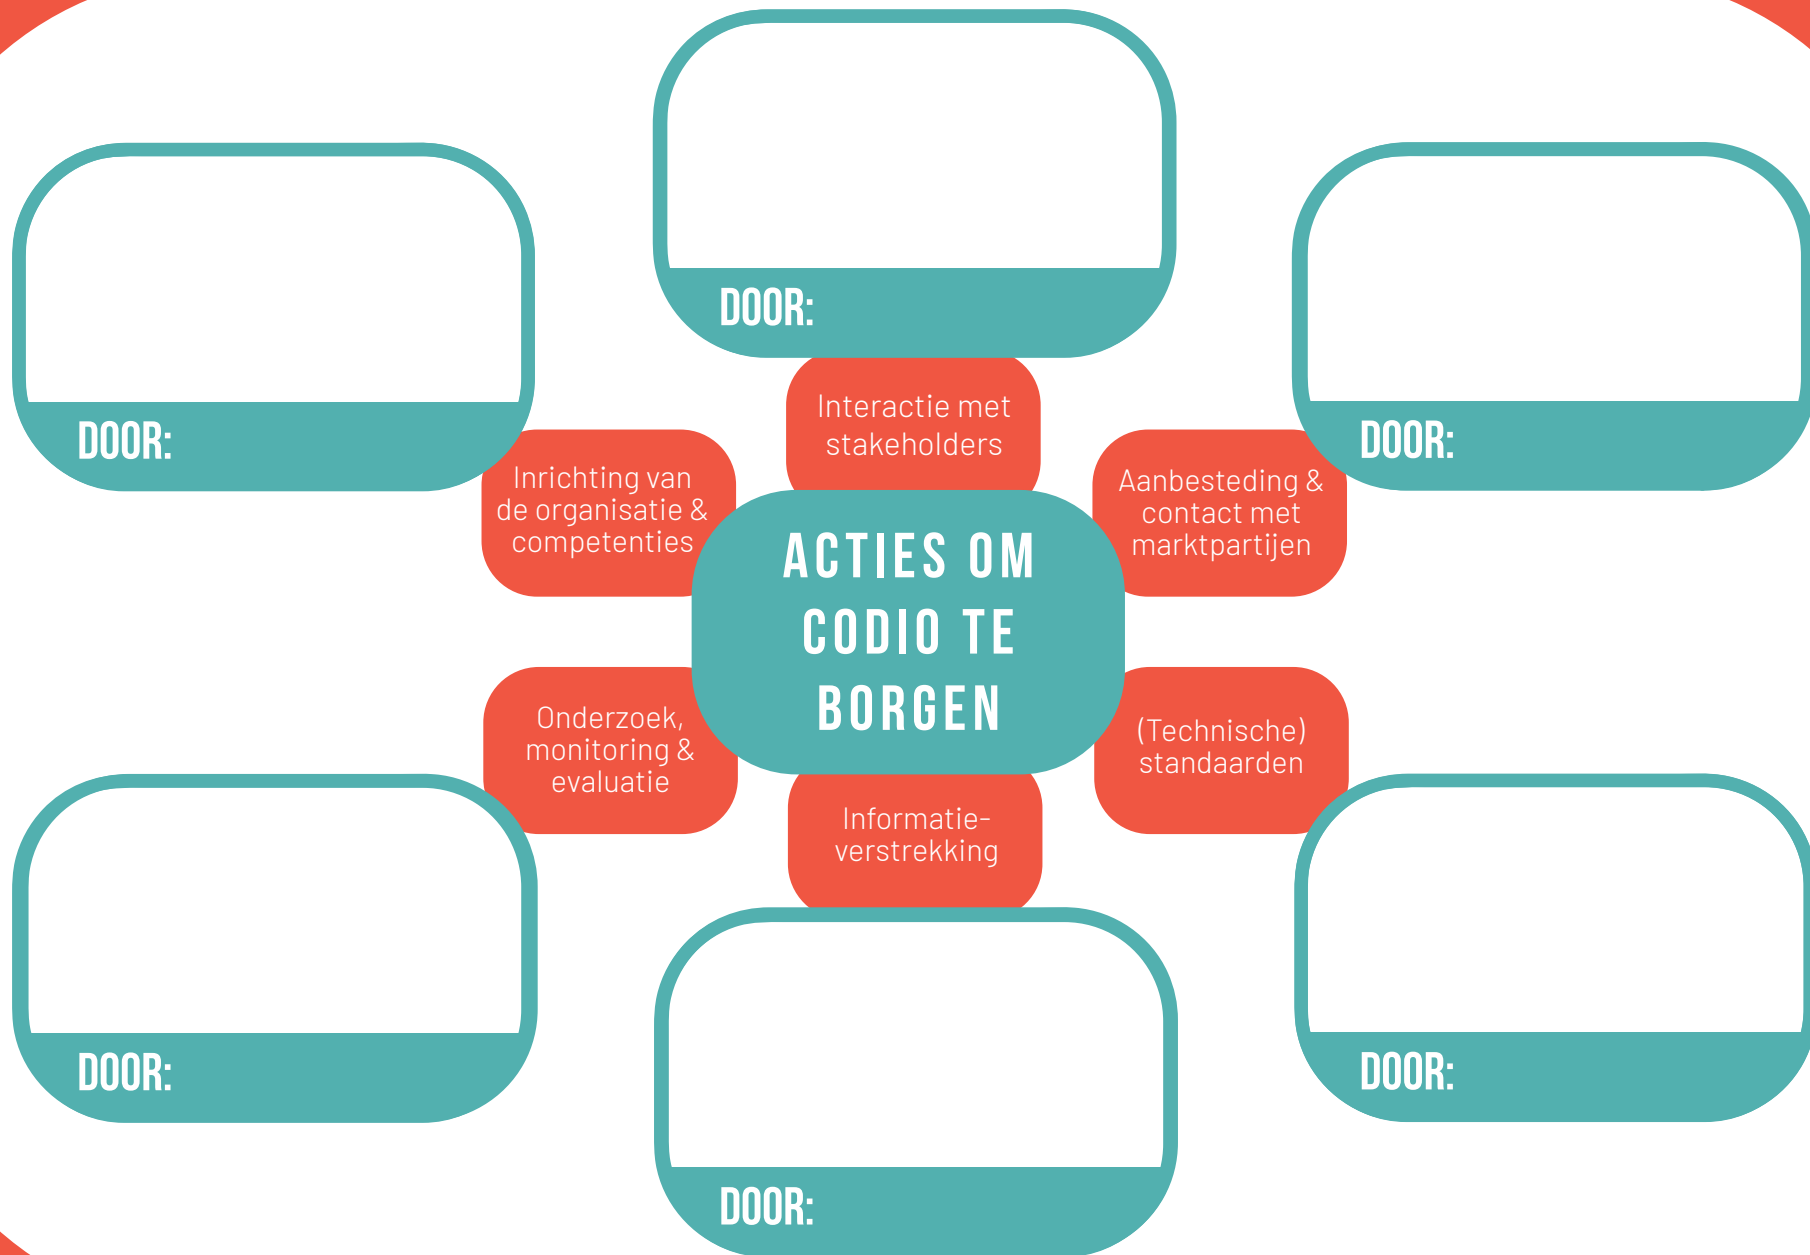 DOOR:
DOOR:
DOOR:
Interactie met
stakeholders
Inrichting van
de organisatie &
competenties
Aanbesteding &
contact met
marktpartijen
ACTIES OM
CODIO TE
BORGEN
Onderzoek,
monitoring &
evaluatie
(Technische)
standaarden
Informatie-
verstrekking
DOOR:
DOOR:
DOOR: